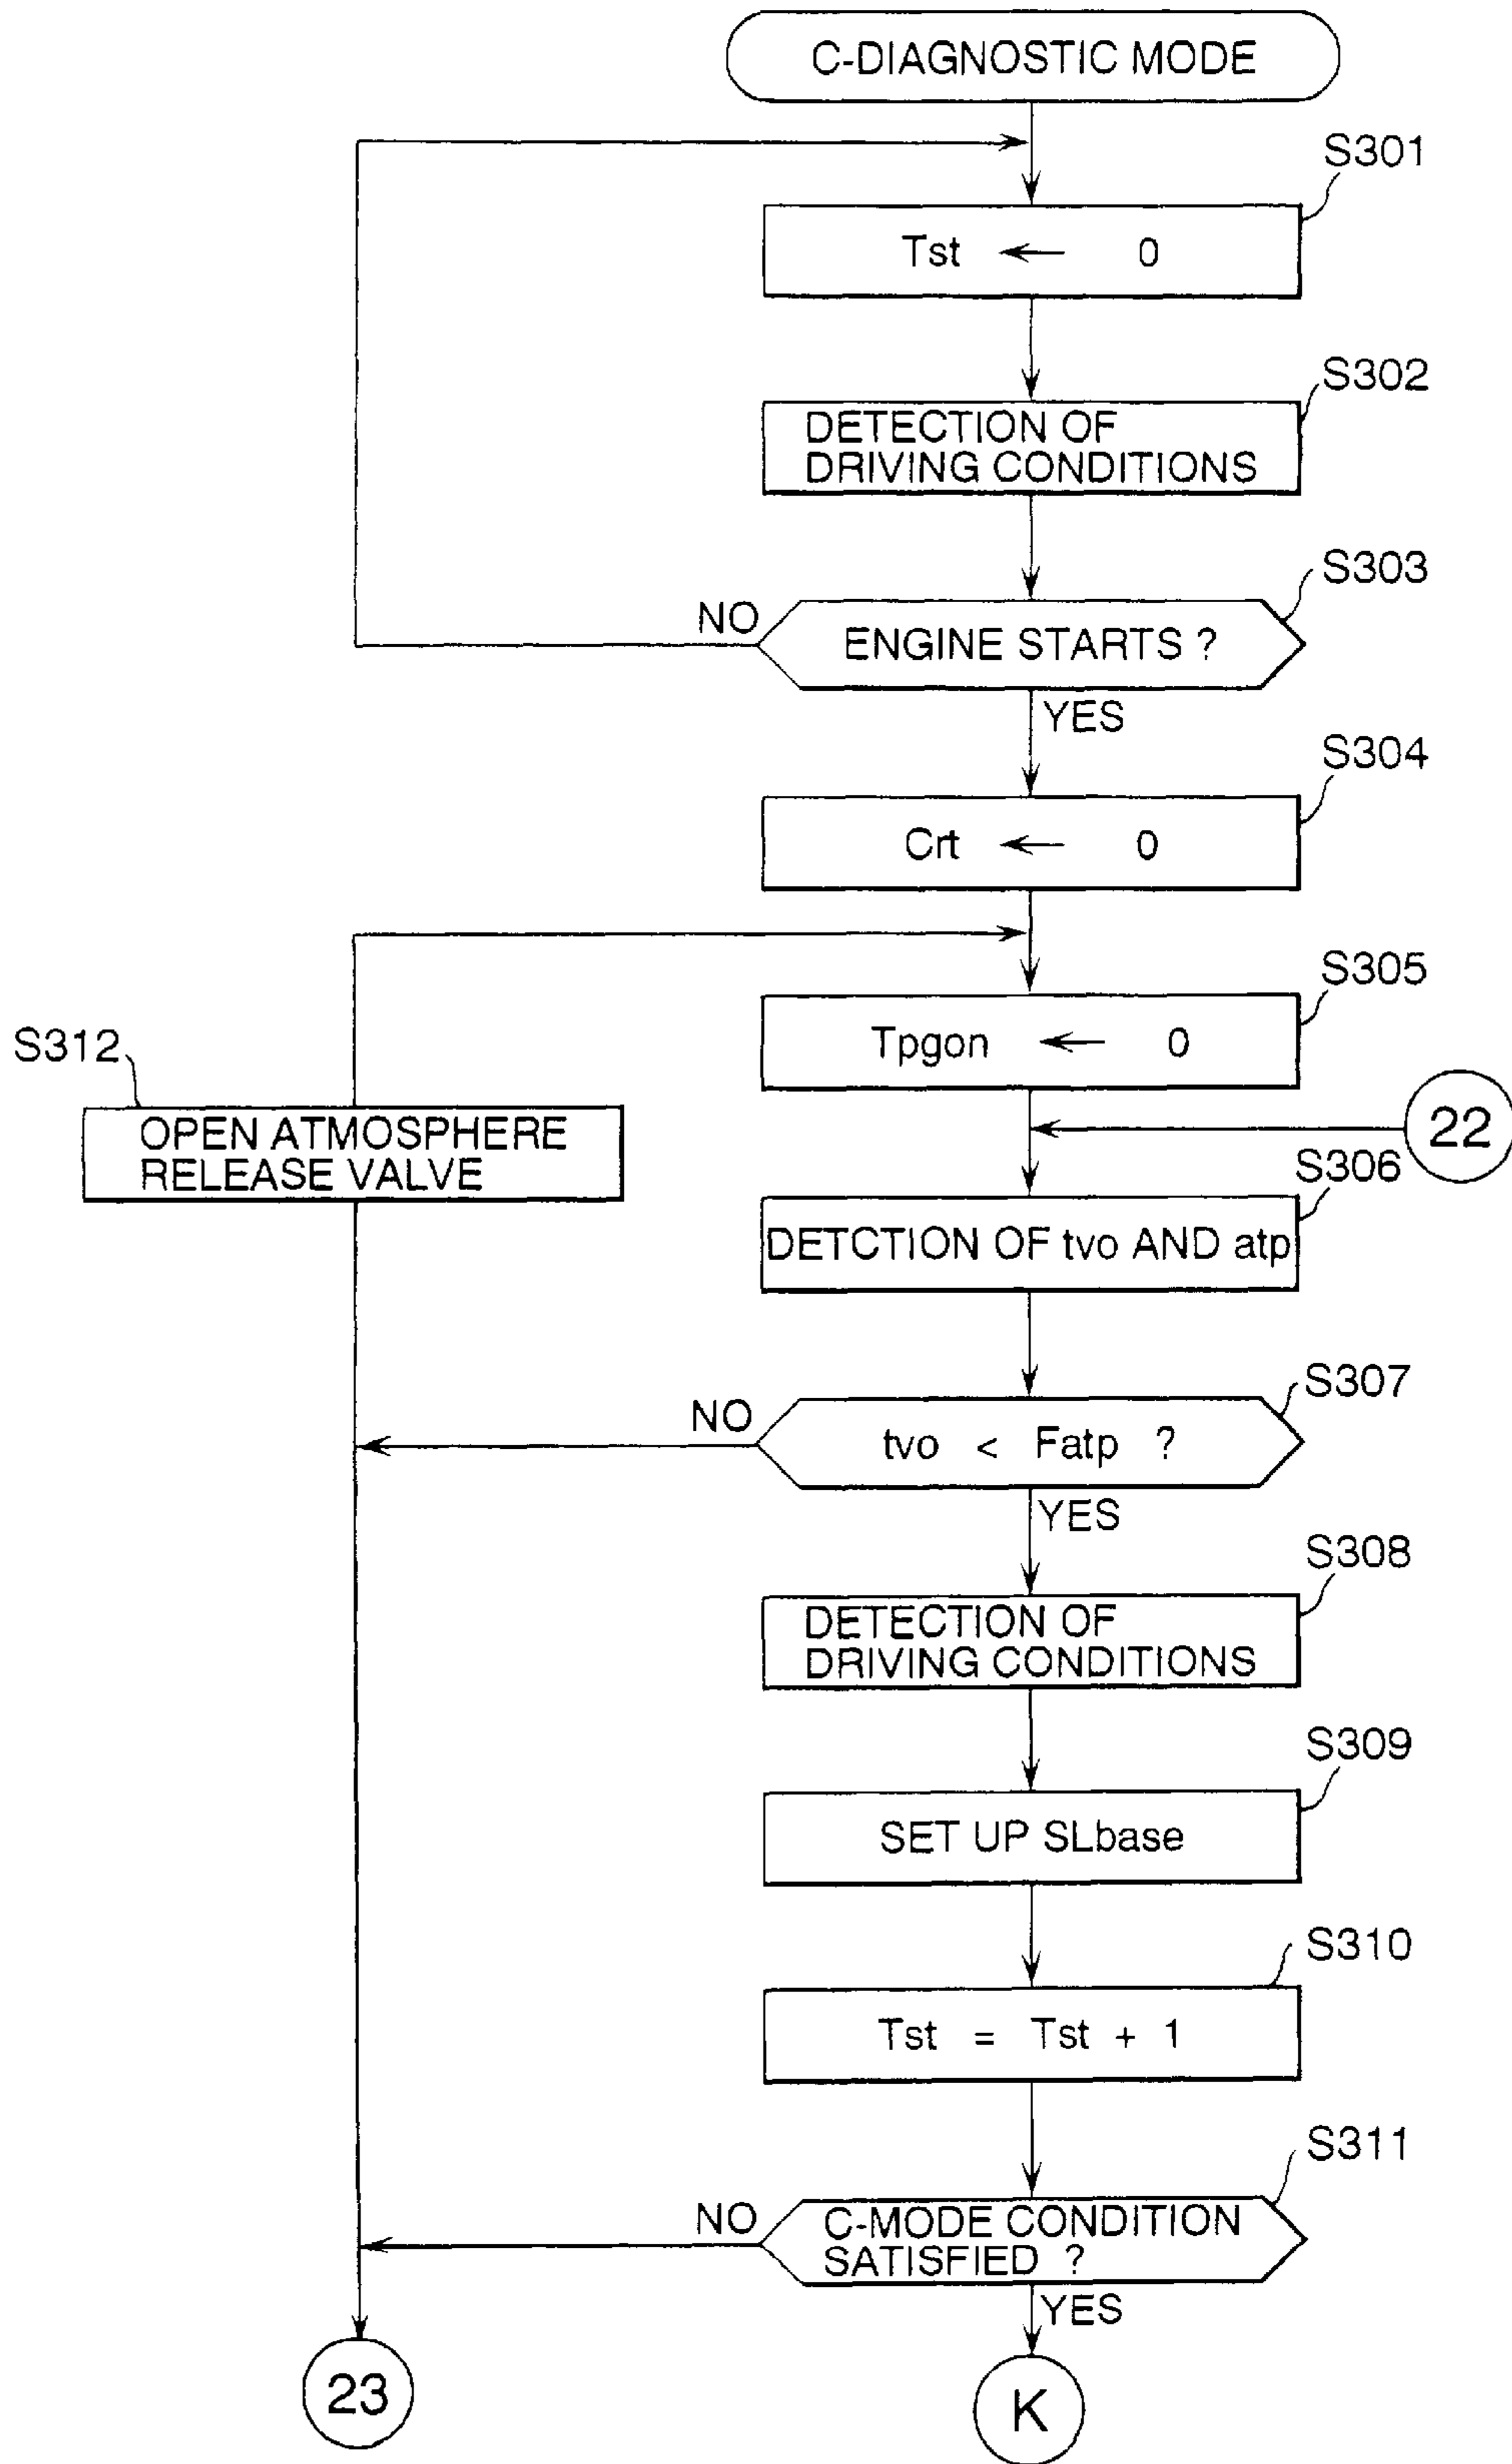 C-DIAGNOSTIC MODE
S301
Tst ← 0
S302
DETECTION OF
DRIVING CONDITIONS
S303
NO
ENGINE STARTS ?
YES
S304
Crt ← 0
S305
Tpgon ← 0
S312
OPEN ATMOSPHERE
RELEASE VALVE
22
S306
DETCTION OF tvo AND atp
S307
NO
tvo < Fatp ?
YES
S308
DETECTION OF
DRIVING CONDITIONS
S309
SET UP SLbase
S310
Tst = Tst + 1
S311
NO
C-MODE CONDITION
SATISFIED ?
YES
23
K